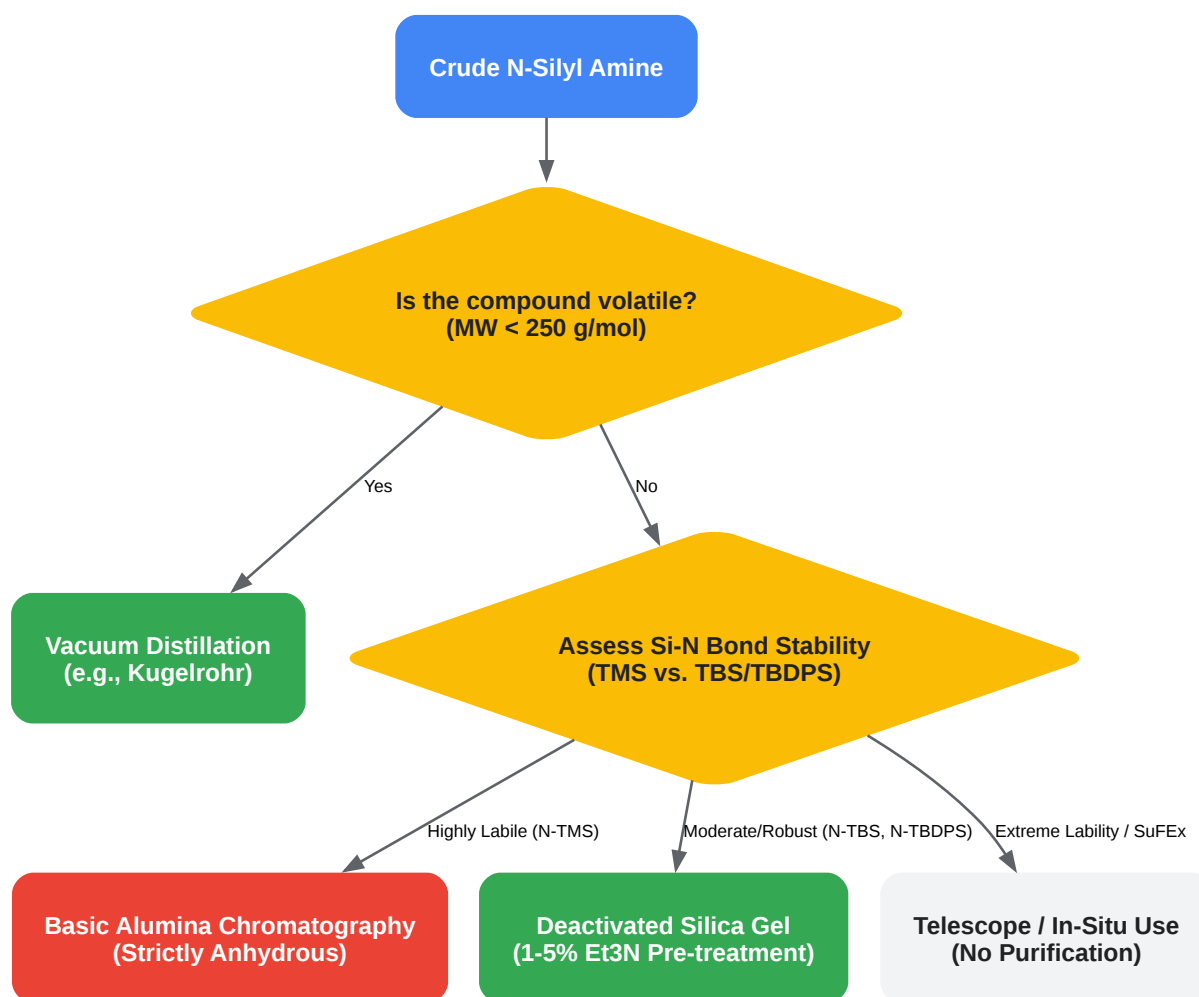 Crude N-Silyl Amine
Is the compound volatile?
(MW < 250 g/mol)
Yes
No
Vacuum Distillation
(e.g., Kugelrohr)
Assess Si-N Bond Stability
(TMS vs. TBS/TBDPS)
Highly Labile (N-TMS)
Moderate/Robust (N-TBS, N-TBDPS)
Extreme Lability / SuFEx
Basic Alumina Chromatography
(Strictly Anhydrous)
Deactivated Silica Gel
(1-5% Et3N Pre-treatment)
Telescope / In-Situ Use
(No Purification)